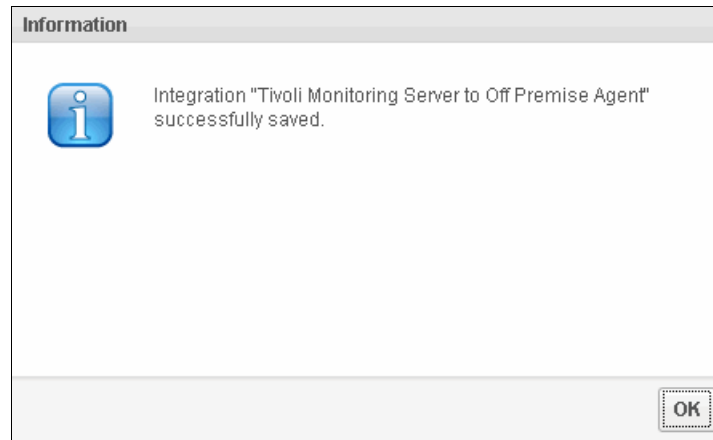 Information
Integration "Tivoli Monitoring Server to Off Premise Agent"
successfully saved.
OK